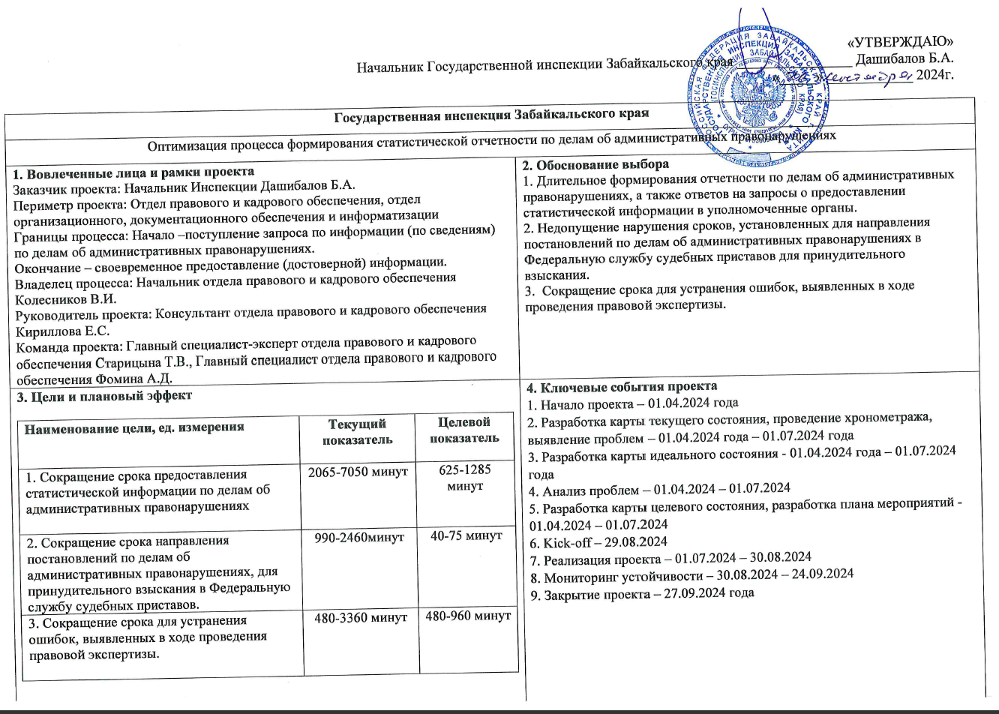 «УТВЕРЖДАЮ»
Начальник Государственной инспекции Забайкальского края ________________ Дашибалов Б.А.
2024г.
Государственная инспекция Забайкальского края
Оптимизация процесса формирования статистической отчетности по делам об административных правонарушениях
1. Вовлеченные лица и рамки проекта
Заказчик проекта: Начальник Инспекции Дашибалов Б.А.
Периметр проекта: Отдел правового и кадрового обеспечения, отдел
организационного, документационного обеспечения и информатизации
Границы процесса: Начало –поступление запроса по информации (по сведениям)
по делам об административных правонарушениях.
Окончание – своевременное предоставление (достоверной) информации.
Владелец процесса: Начальник отдела правового и кадрового обеспечения
Колесников В.И.
Руководитель проекта: Консультант отдела правового и кадрового обеспечения
Кириллова Е.С.
Команда проекта: Главный специалист-эксперт отдела правового и кадрового
обеспечения Старицына Т.В., Главный специалист отдела правового и кадрового
обеспечения Фомина А.Д.
2. Обоснование выбора
1. Длительное формирования отчетности по делам об административных
правонарушениях, а также ответов на запросы о предоставлении
статистической информации в уполномоченные органы.
2. Недопущение нарушения сроков, установленных для направления
постановлений по делам об административных правонарушениях в
Федеральную службу судебных приставов для принудительного
взыскания.
3. Сокращение срока для устранения ошибок, выявленных в ходе
проведения правовой экспертизы.
3. Цели и плановый эффект
Наименование цели, ед. измерения
Текущий
показатель
Целевой
показатель
1. Сокращение срока предоставления
статистической информации по делам об
административных правонарушениях
2065-7050 минут
625-1285
минут
2. Сокращение срока направления
постановлений по делам об
административных правонарушениях, для
принудительного взыскания в Федеральную
службу судебных приставов.
990-2460минут
40-75 минут
3. Сокращение срока для устранения
ошибок, выявленных в ходе проведения
правовой экспертизы.
480-3360 минут
480-960 минут
4. Ключевые события проекта
1. Начало проекта – 01.04.2024 года
2. Разработка карты текущего состояния, проведение хронометража,
выявление проблем – 01.04.2024 года – 01.07.2024 года
3. Разработка карты идеального состояния - 01.04.2024 года – 01.07.2024
года
4. Анализ проблем – 01.04.2024 – 01.07.2024
5. Разработка карты целевого состояния, разработка плана мероприятий -
01.04.2024 – 01.07.2024
6. Kick-off – 29.08.2024
7. Реализация проекта – 01.07.2024 – 30.08.2024
8. Мониторинг устойчивости – 30.08.2024 – 24.09.2024
9. Закрытие проекта – 27.09.2024 года